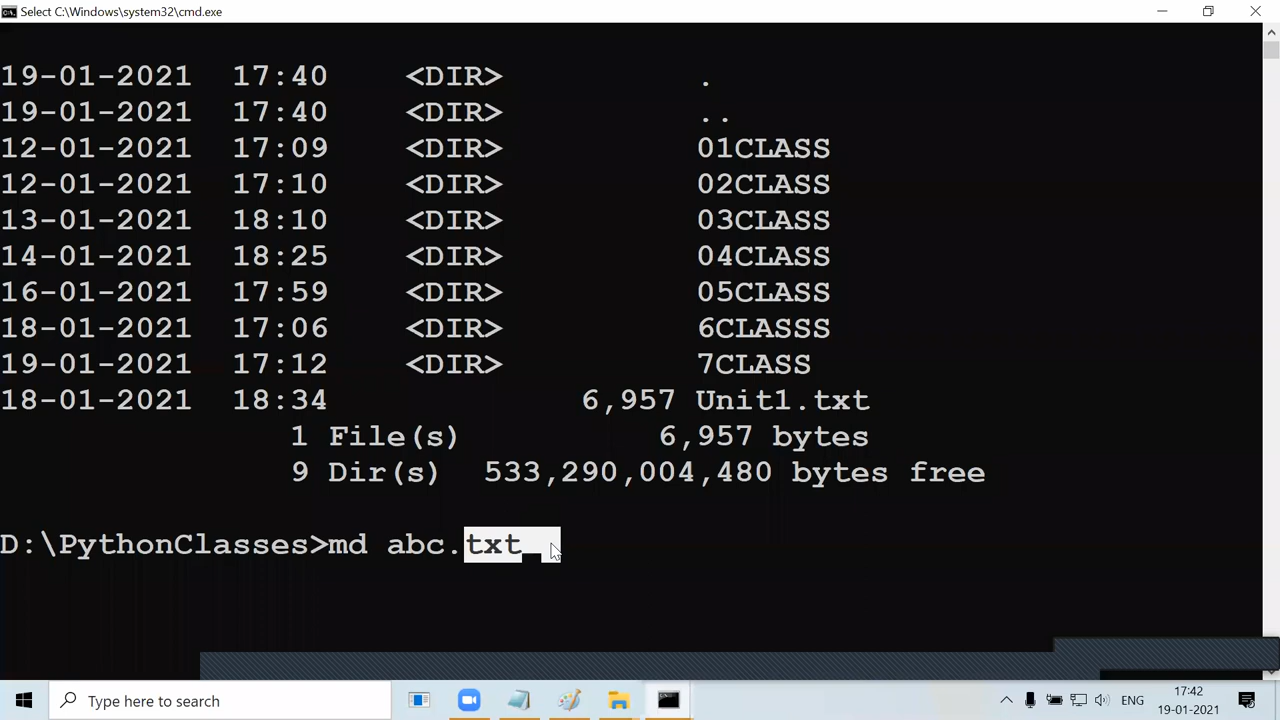 Select C:\Windows\system32\cmd.exe
19-01-2021 17:40 <DIR> .
19-01-2021 17:40 <DIR> ..
12-01-2021 17:09 <DIR> 01CLASS
12-01-2021 17:10 <DIR> 02CLASS
13-01-2021 18:10 <DIR> 03CLASS
14-01-2021 18:25 <DIR> 04CLASS
16-01-2021 17:59 <DIR> 05CLASS
18-01-2021 17:06 <DIR> 6CLASSS
19-01-2021 17:12 <DIR> 7CLASS
18-01-2021 18:34 6,957 Unit1.txt
1 File(s) 6,957 bytes
9 Dir(s) 533,290,004,480 bytes free
D:\PythonClasses>md abc.txt_
Type here to search
ENG
17:42
19-01-2021